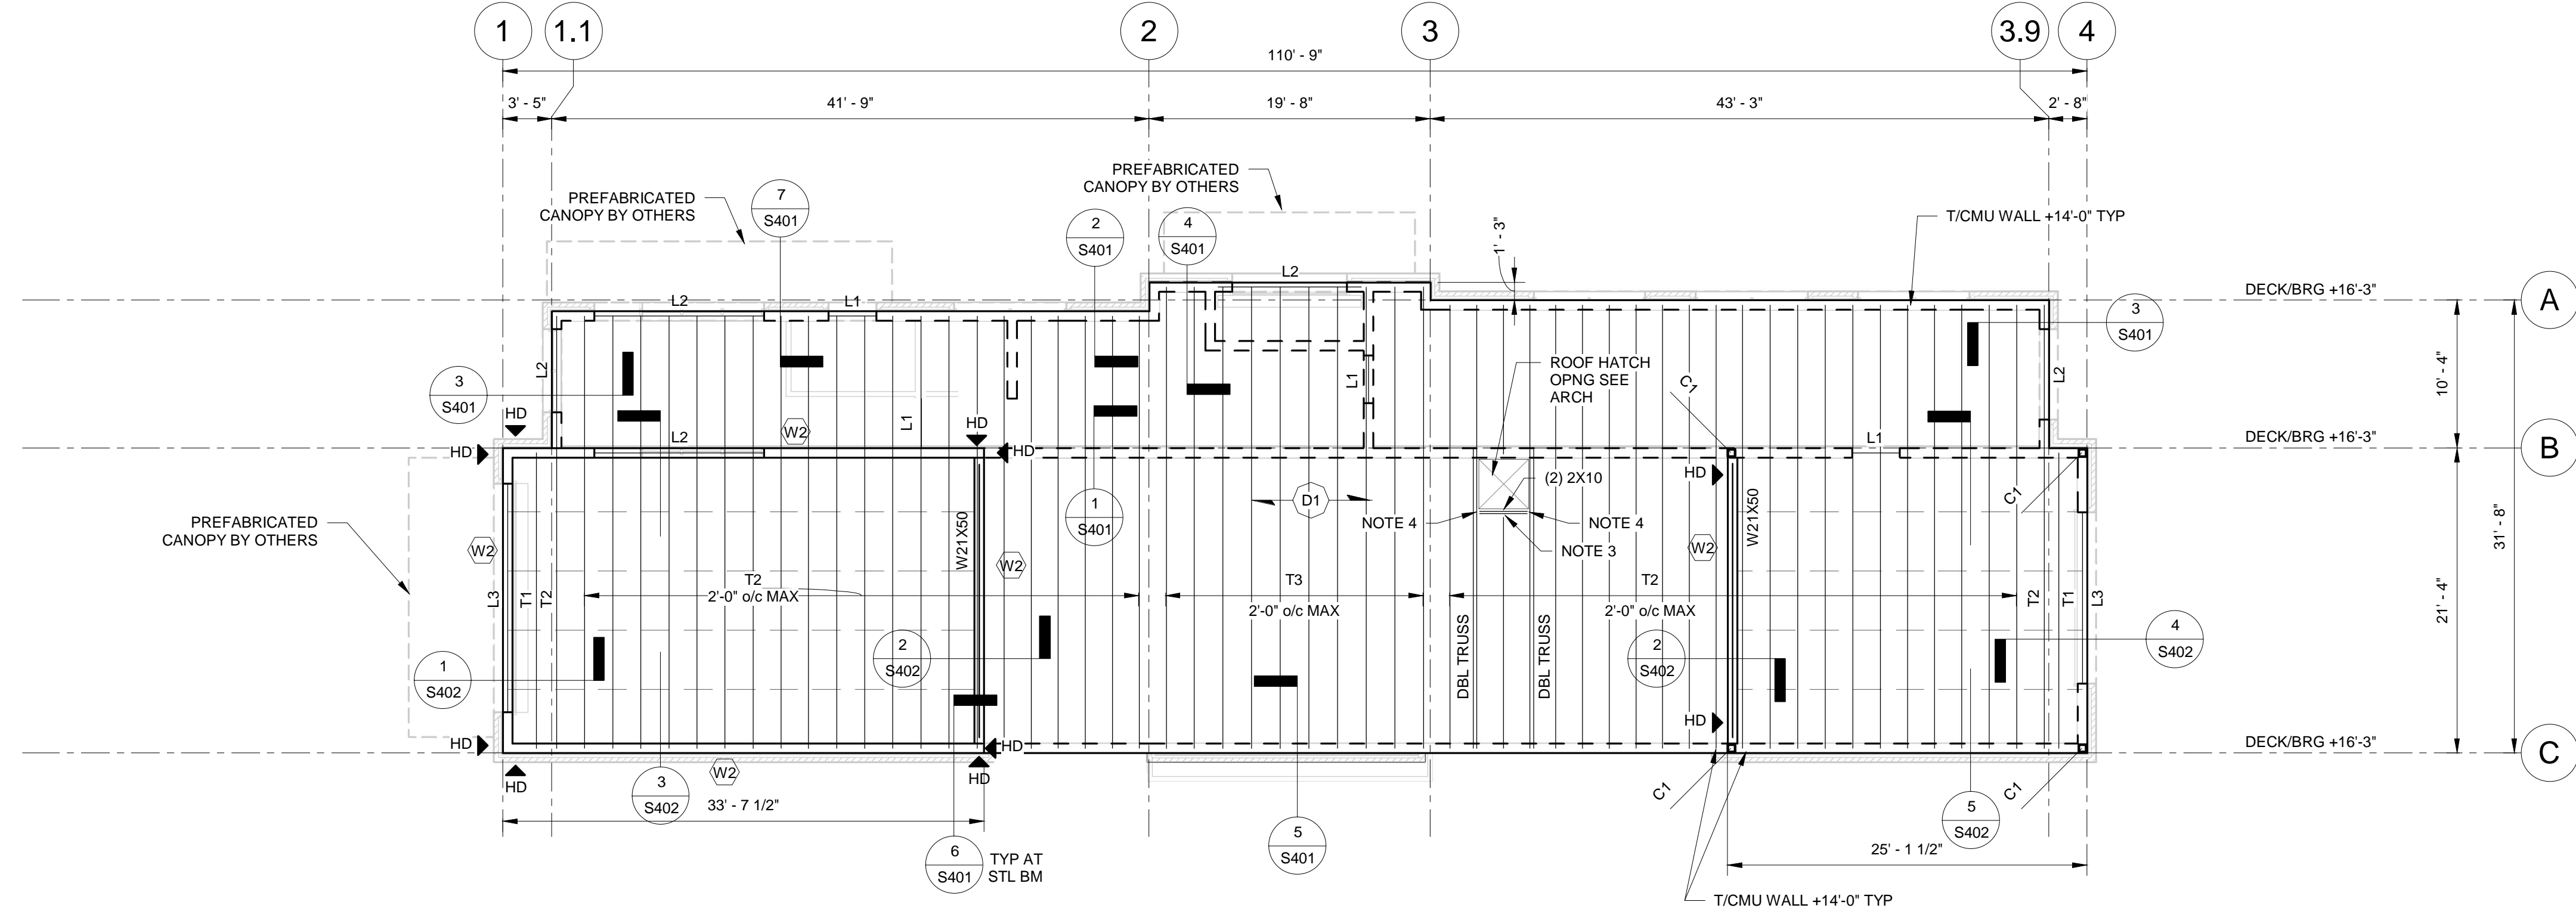 1
1.1
2
3
3.9
4
110' - 9"
3' - 5"
41' - 9"
19' - 8"
43' - 3"
2' - 8"
PREFABRICATED
CANOPY BY OTHERS
PREFABRICATED
CANOPY BY OTHERS
7
S401
2
S401
4
S401
1' - 3"
T/CMU WALL +14'-0" TYP
L2
L2
L1
DECK/BRG +16'-3"
A
3
S401
3
S401
L2
L1
ROOF HATCH
OPNG SEE
ARCH
C1
L2
10' - 4"
HD
W2
L1
HD
L2
L1
HD
HD
DECK/BRG +16'-3"
B
HD
(2) 2X10
D1
C1
1
S401
NOTE 4
NOTE 4
NOTE 3
PREFABRICATED
CANOPY BY OTHERS
W2
W21X50
W2
W2
W21X50
31' - 8"
L3
T1
T2
T2
2'-0" o/c MAX
T3
2'-0" o/c MAX
T2
2'-0" o/c MAX
T2
T1
L3
21' - 4"
DBL TRUSS
DBL TRUSS
1
S402
2
S402
2
S402
4
S402
HD
HD
HD
DECK/BRG +16'-3"
C
HD
W2
HD
3
S402
33' - 7 1/2"
C1
C1
5
S402
6
S401
TYP AT
STL BM
5
S401
25' - 1 1/2"
T/CMU WALL +14'-0" TYP